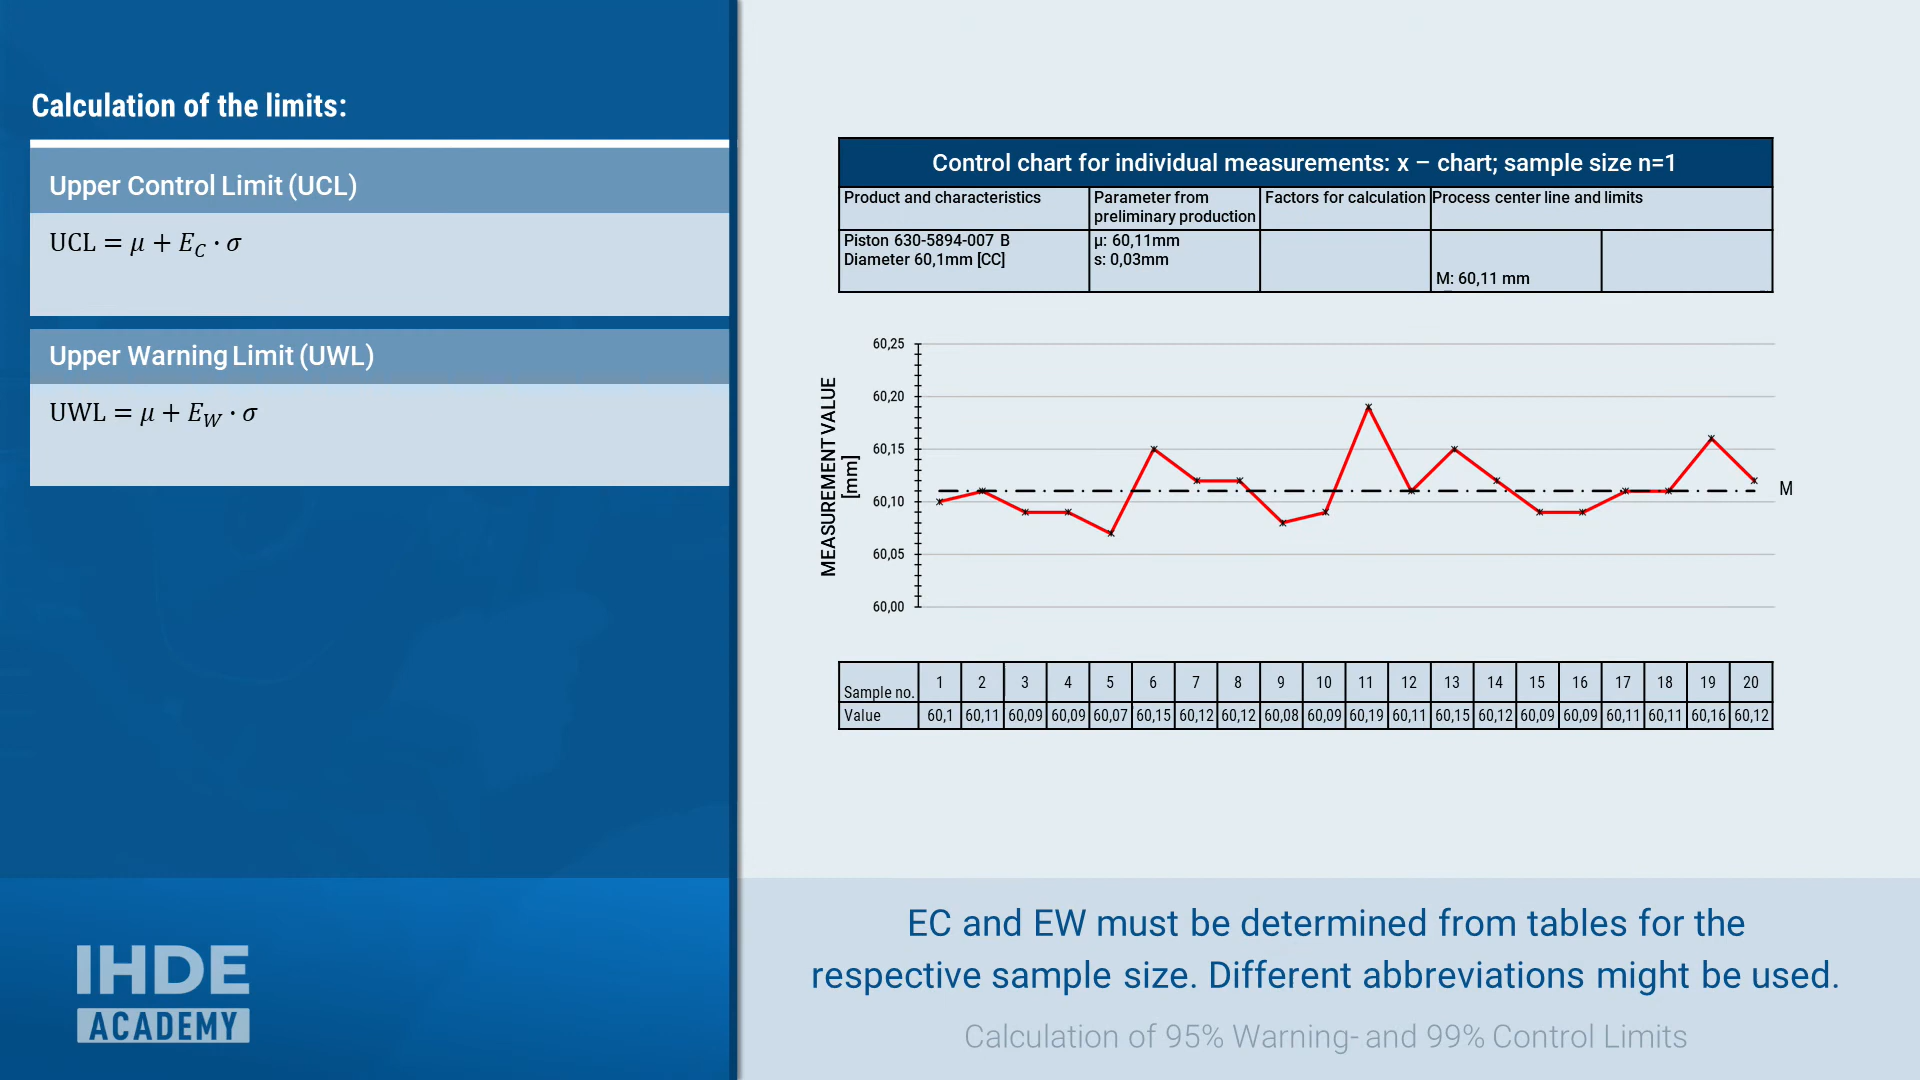 Calculation of the limits:
Upper Control Limit (UCL)
UCL = μ + E_C · σ
Upper Warning Limit (UWL)
UWL = μ + E_W · σ
IHDE
ACADEMY
Control chart for individual measurements: x – chart; sample size n=1
Product and characteristics
Parameter from
preliminary production
Factors for calculation
Process center line and limits
Piston 630-5894-007 B
Diameter 60,1mm [CC]
μ: 60,11mm
s: 0,03mm
M: 60,11 mm
MEASUREMENT VALUE
[mm]
60,25
60,20
60,15
60,10
60,05
60,00
M
Sample no. 1 2 3 4 5 6 7 8 9 10 11 12 13 14 15 16 17 18 19 20
Value 60,1 60,11 60,09 60,09 60,07 60,15 60,12 60,12 60,08 60,09 60,19 60,11 60,15 60,12 60,09 60,09 60,11 60,11 60,16 60,12
EC and EW must be determined from tables for the
respective sample size. Different abbreviations might be used.
Calculation of 95% Warning- and 99% Control Limits